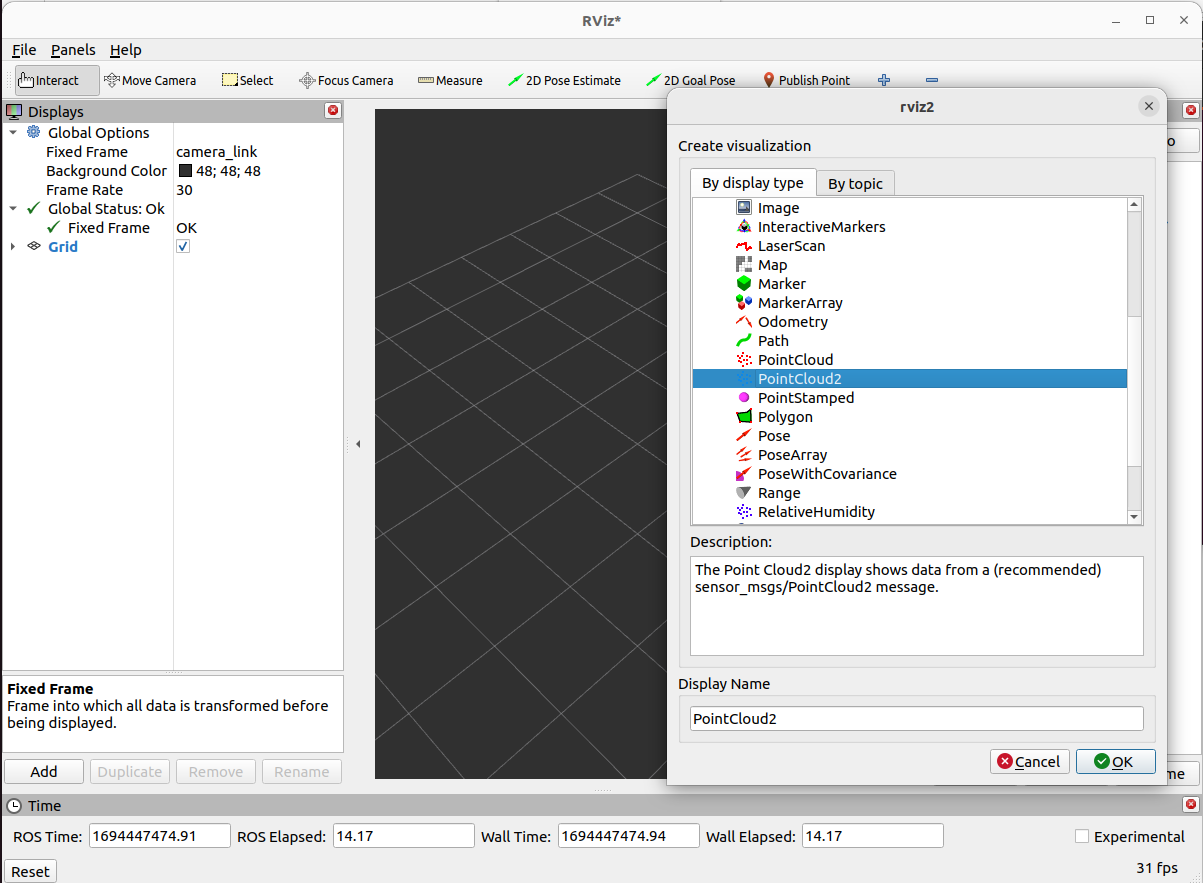 RViz*
File Panels Help
Interact Move Camera Select Focus Camera Measure 2D Pose Estimate 2D Goal Pose Publish Point
Displays
Global Options
Fixed Frame camera_link
Background Color 48; 48; 48
Frame Rate 30
Global Status: Ok
Fixed Frame OK
Grid
Fixed Frame
Frame into which all data is transformed before
being displayed.
Add Duplicate Remove Rename
rviz2
Create visualization
By display type By topic
Image
InteractiveMarkers
LaserScan
Map
Marker
MarkerArray
Odometry
Path
PointCloud
PointCloud2
PointStamped
Polygon
Pose
PoseArray
PoseWithCovariance
Range
RelativeHumidity
Description:
The Point Cloud2 display shows data from a (recommended)
sensor_msgs/PointCloud2 message.
Display Name
PointCloud2
Cancel OK
Time
ROS Time: 1694447474.91 ROS Elapsed: 14.17 Wall Time: 1694447474.94 Wall Elapsed: 14.17 Experimental
Reset 31 fps